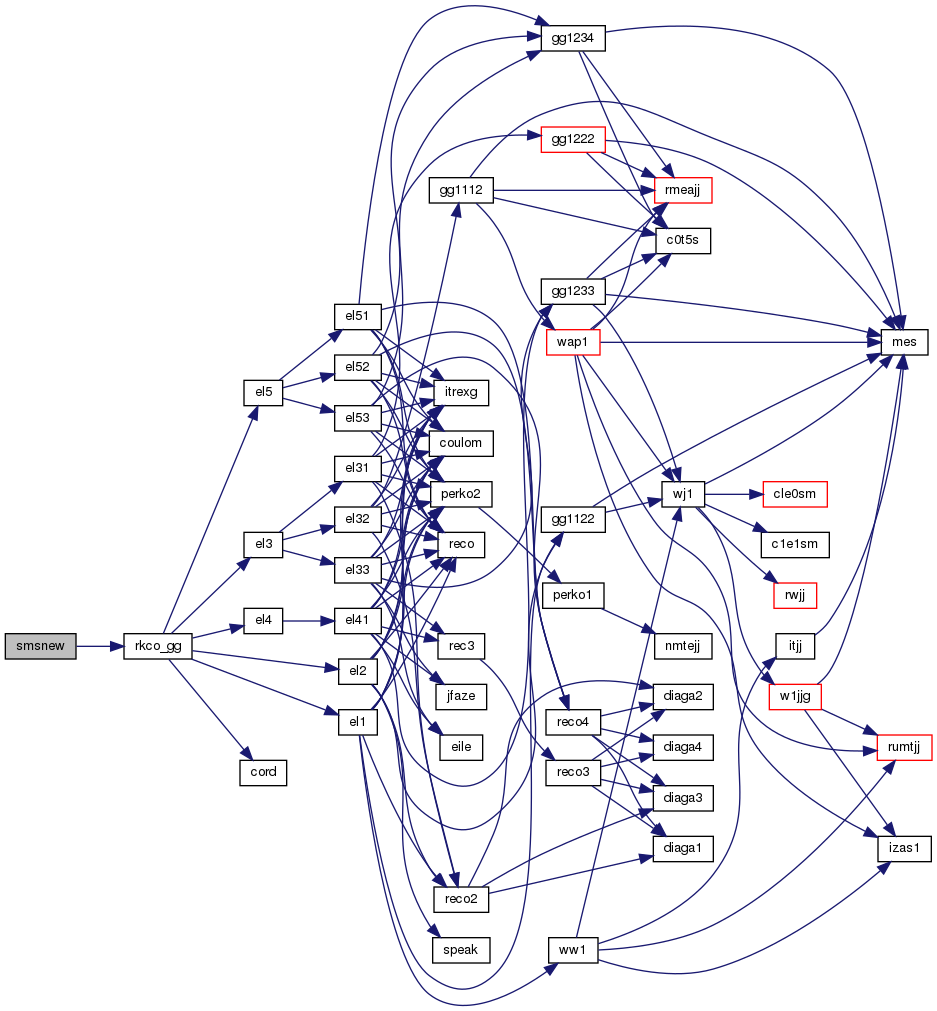 smsnew
rkco_gg
el5
el3
el4
el2
el1
cord
el51
el52
el53
el31
el32
el33
el41
gg1112
itrexg
coulom
perko2
reco
rec3
jfaze
eile
reco2
speak
gg1234
gg1222
gg1233
wap1
gg1122
perko1
reco4
reco3
ww1
rmeajj
c0t5s
wj1
nmtejj
diaga2
diaga4
diaga3
diaga1
cle0sm
c1e1sm
rwjj
itjj
w1jjg
mes
rumtjj
izas1